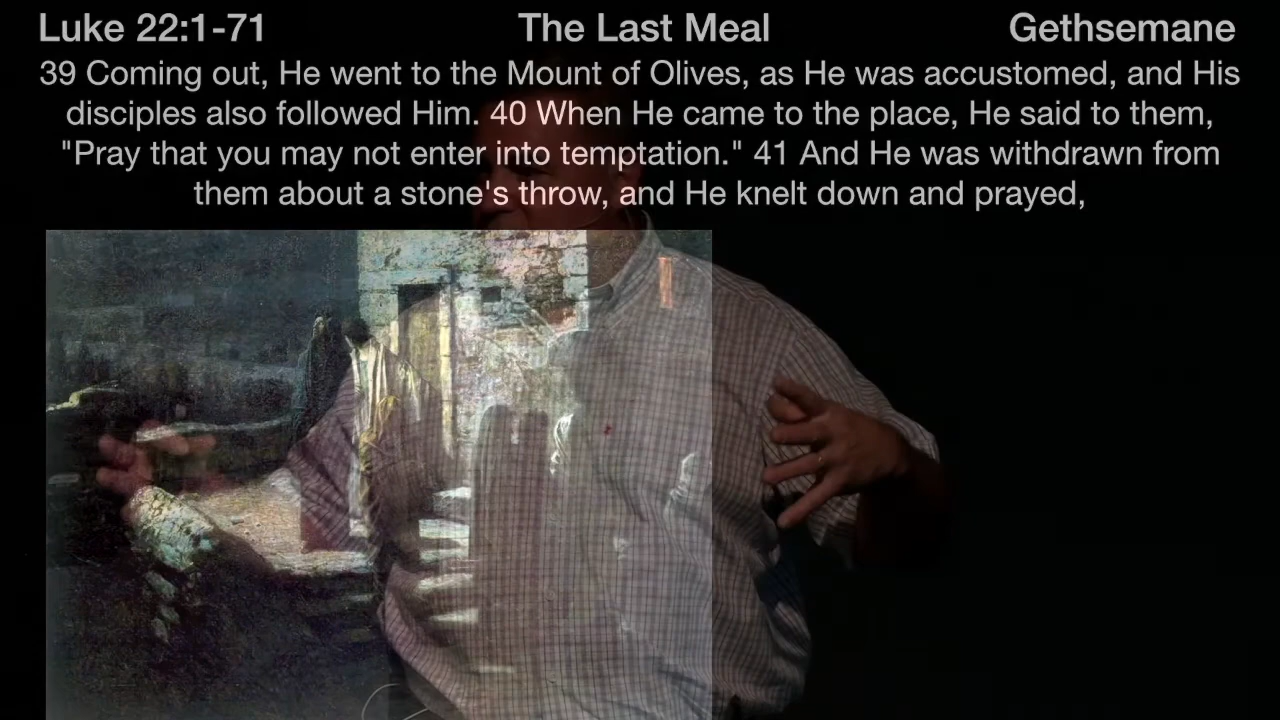 Luke 22:1-71 The Last Meal Gethsemane
39 Coming out, He went to the Mount of Olives, as He was accustomed, and His
disciples also followed Him. 40 When He came to the place, He said to them,
"Pray that you may not enter into temptation." 41 And He was withdrawn from
them about a stone's throw, and He knelt down and prayed,